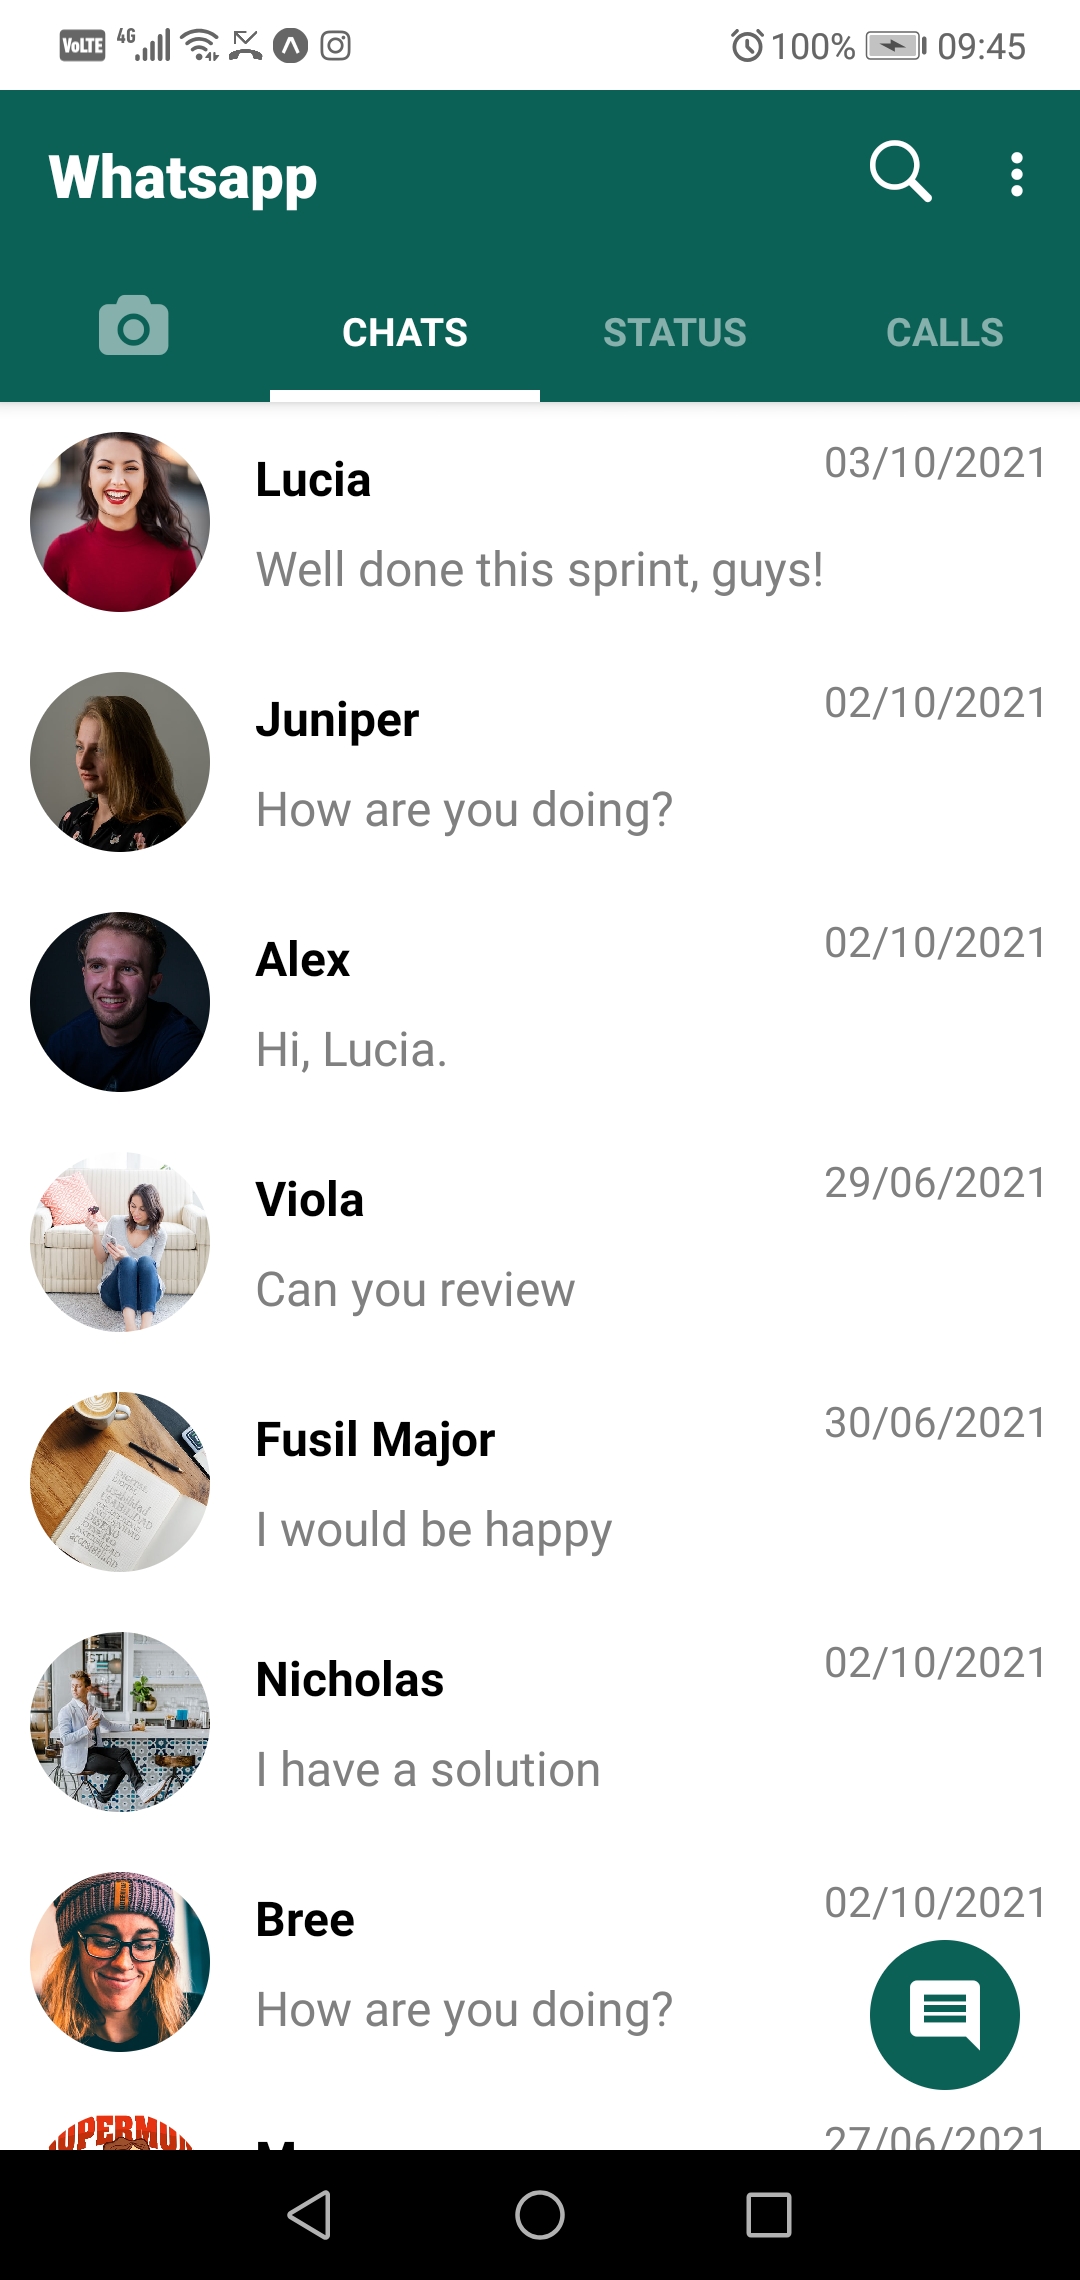 VoLTE 4G 100% 09:45
Whatsapp
CHATS STATUS CALLS
Lucia 03/10/2021
Well done this sprint, guys!
Juniper 02/10/2021
How are you doing?
Alex 02/10/2021
Hi, Lucia.
Viola 29/06/2021
Can you review
Fusil Major 30/06/2021
I would be happy
Nicholas 02/10/2021
I have a solution
Bree 02/10/2021
How are you doing?
27/06/2021